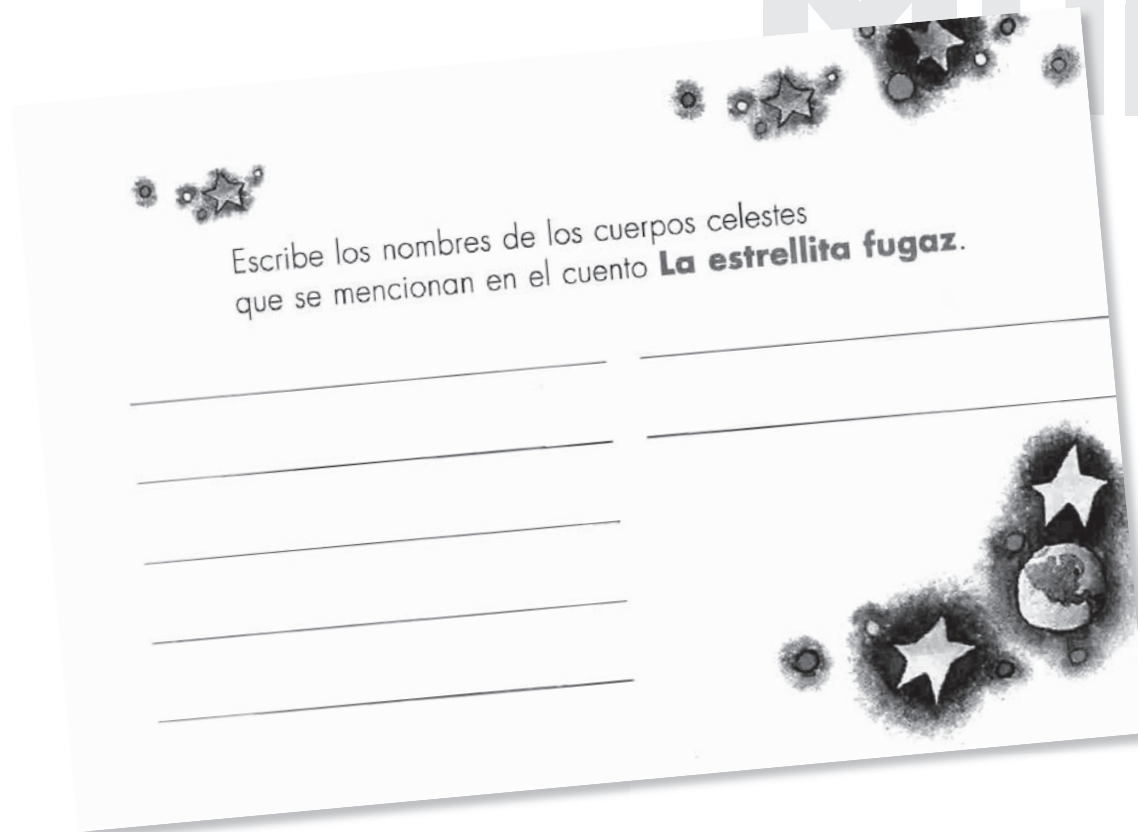 Escribe los nombres de los cuerpos celestes
que se mencionan en el cuento La estrellita fugaz.